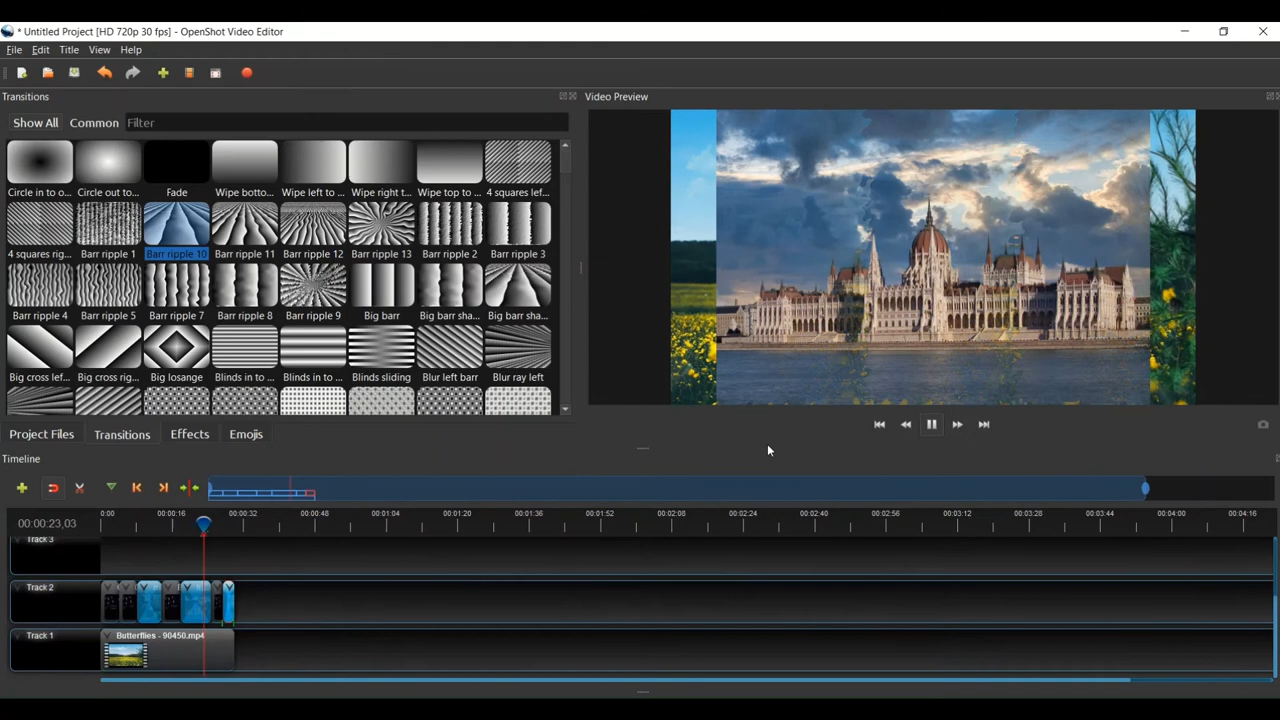 * Untitled Project [HD 720p 30 fps] - OpenShot Video Editor
File Edit Title View Help
Transitions
Video Preview
Show All Common Filter
Circle in to o... Circle out to... Fade Wipe botto... Wipe left to ... Wipe right t... Wipe top to ... 4 squares lef...
4 squares rig... Barr ripple 1 Barr ripple 10 Barr ripple 11 Barr ripple 12 Barr ripple 13 Barr ripple 2 Barr ripple 3
Barr ripple 4 Barr ripple 5 Barr ripple 7 Barr ripple 8 Barr ripple 9 Big barr Big barr sha... Big barr sha...
Big cross lef... Big cross rig... Big losange Blinds in to ... Blinds in to ... Blinds sliding Blur left barr Blur ray left
Project Files Transitions Effects Emojis
Timeline
00:00:23,03
0:00 00:00:16 00:00:32 00:00:48 00:01:04 00:01:20 00:01:36 00:01:52 00:02:08 00:02:24 00:02:40 00:02:56 00:03:12 00:03:28 00:03:44 00:04:00 00:04:16
Track 3
Track 2
Track 1 Butterflies - 90450.mp4